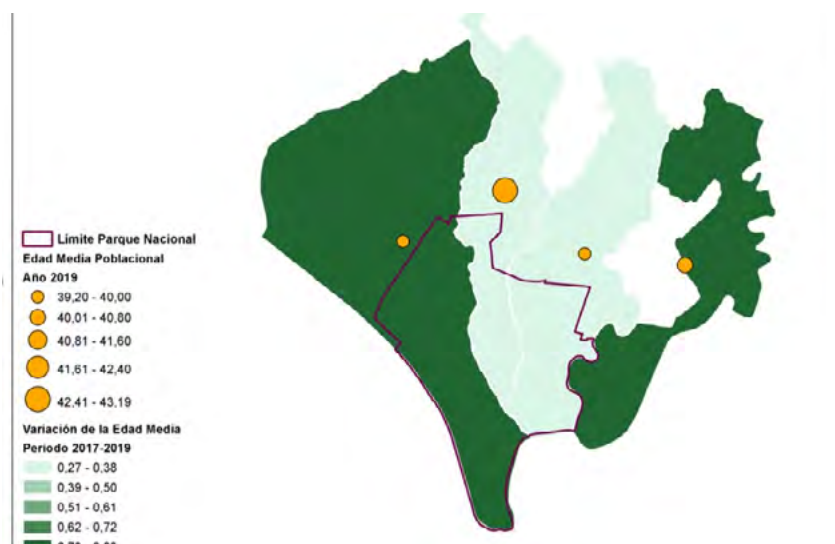 Límite Parque Nacional
Edad Media Poblacional
Año 2019
39,20 - 40,00
40,01 - 40,80
40,81 - 41,60
41,61 - 42,40
42,41 - 43,19
Variación de la Edad Media
Periodo 2017-2019
0,27 - 0,38
0,39 - 0,50
0,51 - 0,61
0,62 - 0,72